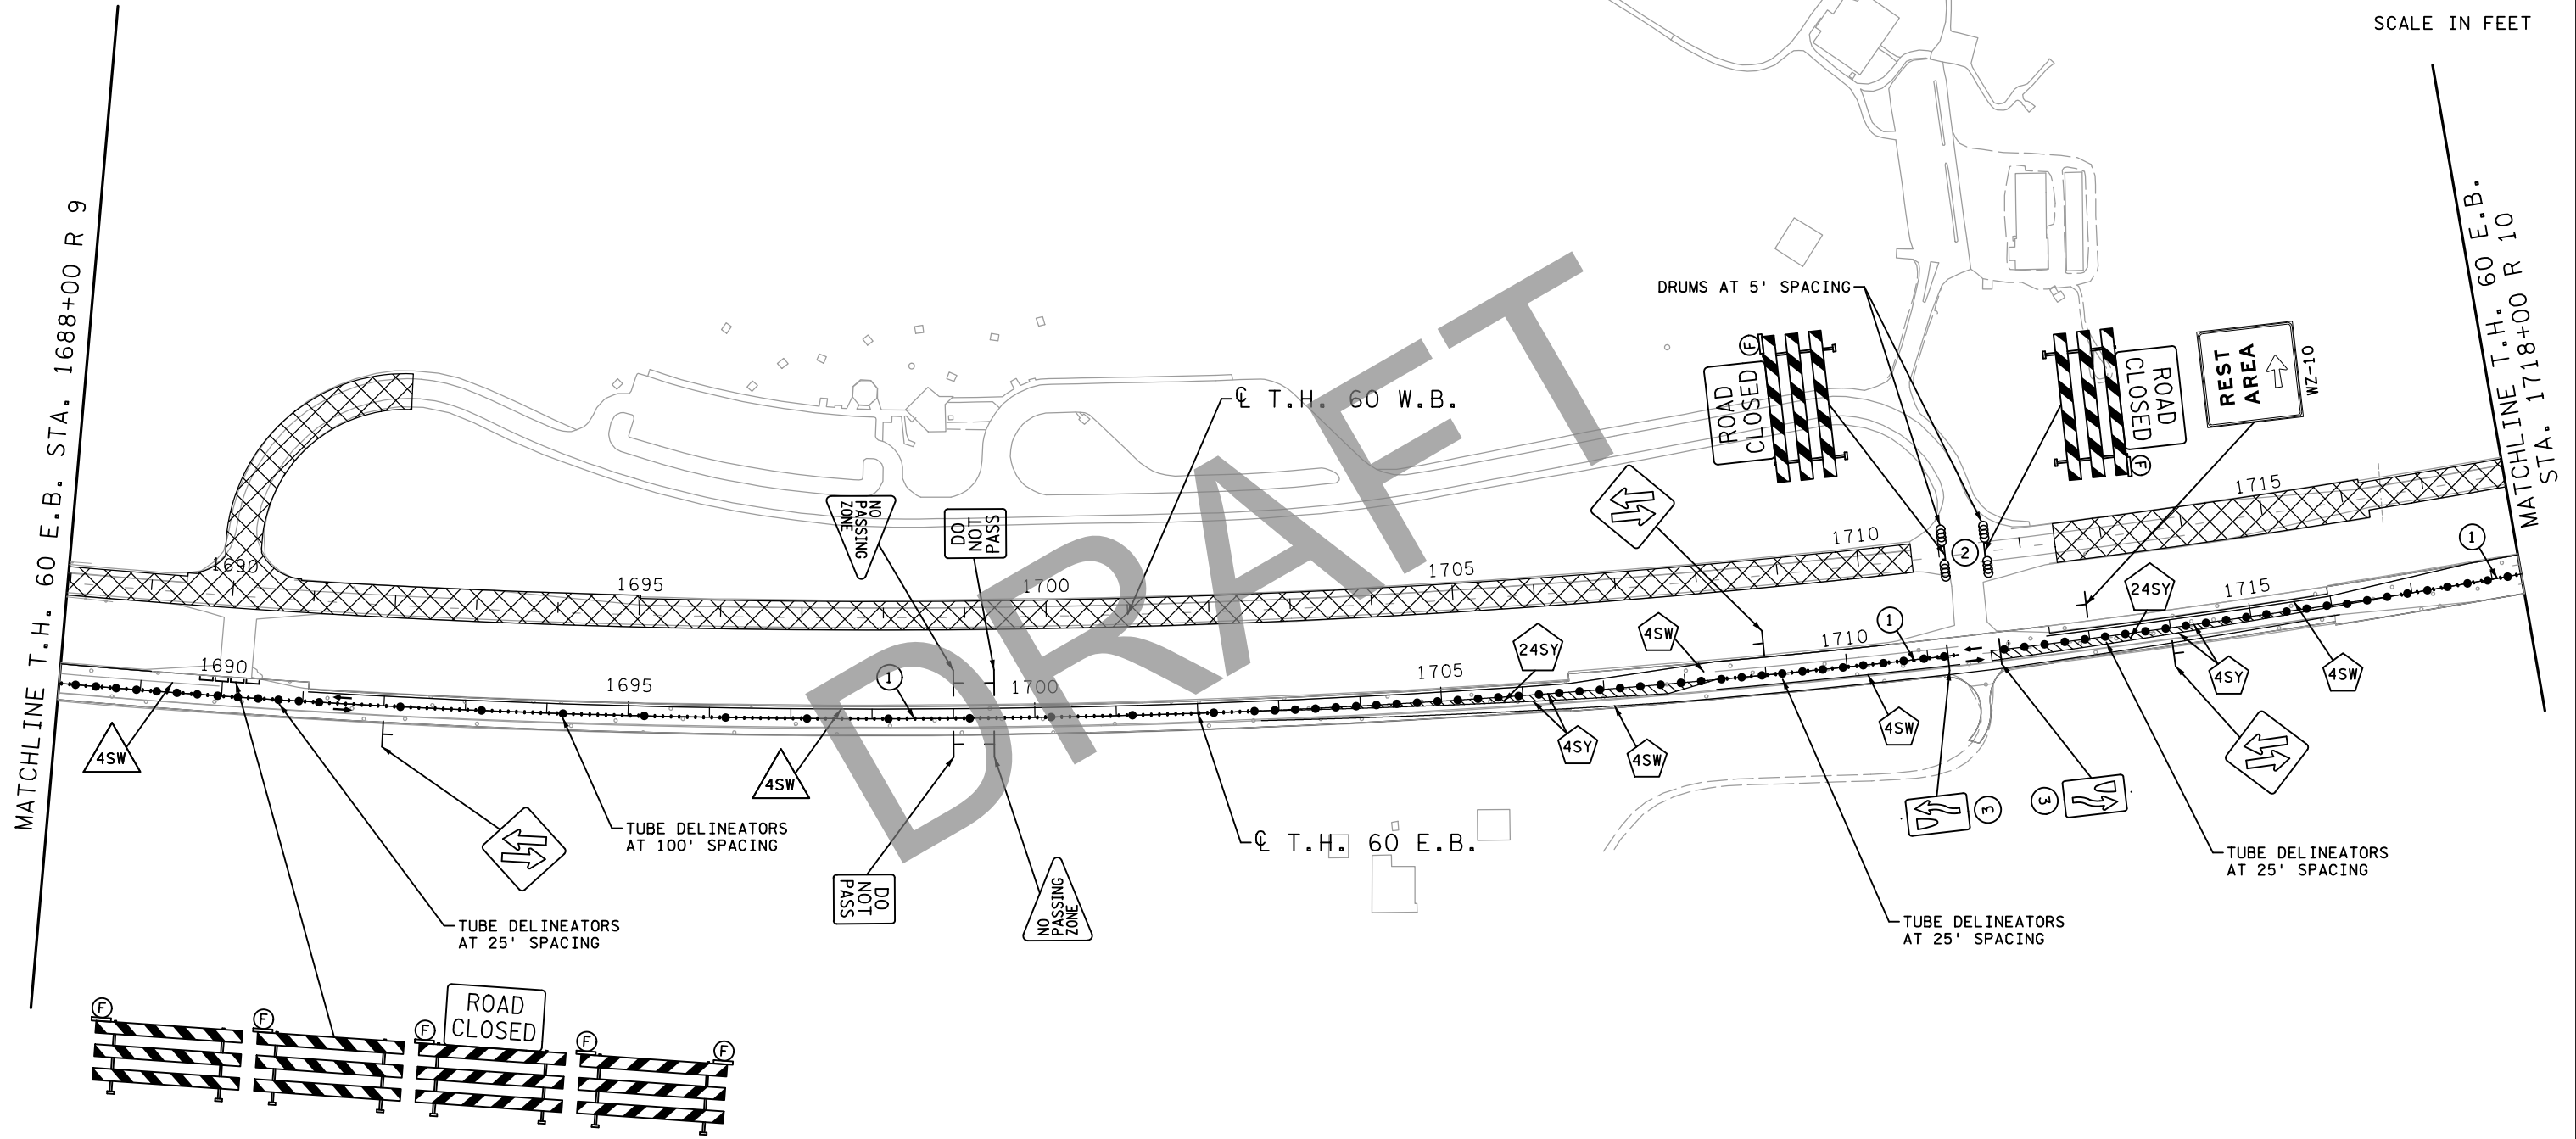 SCALE IN FEET
MATCHLINE T.H. 60 E.B. STA. 1688+00 R 9
MATCHLINE T.H. 60 E.B.
STA. 1718+00 R 10
DRAFT
DRUMS AT 5' SPACING
F
ROAD
CLOSED
ROAD
CLOSED
F
REST
AREA
WZ-10
℄ T.H. 60 W.B.
NO
PASSING
ZONE
DO
NOT
PASS
1690
1695
1700
1705
1710
1715
2
1
1690
1695
1700
1705
1710
1715
1
1
24SY
4SW
24SY
4SW
4SW
4SY
4SW
4SW
4SY
4SW
3
3
TUBE DELINEATORS
AT 100' SPACING
℄ T.H. 60 E.B.
TUBE DELINEATORS
AT 25' SPACING
DO
NOT
PASS
NO
PASSING
ZONE
TUBE DELINEATORS
AT 25' SPACING
TUBE DELINEATORS
AT 25' SPACING
ROAD
CLOSED
F
F
F
F
F